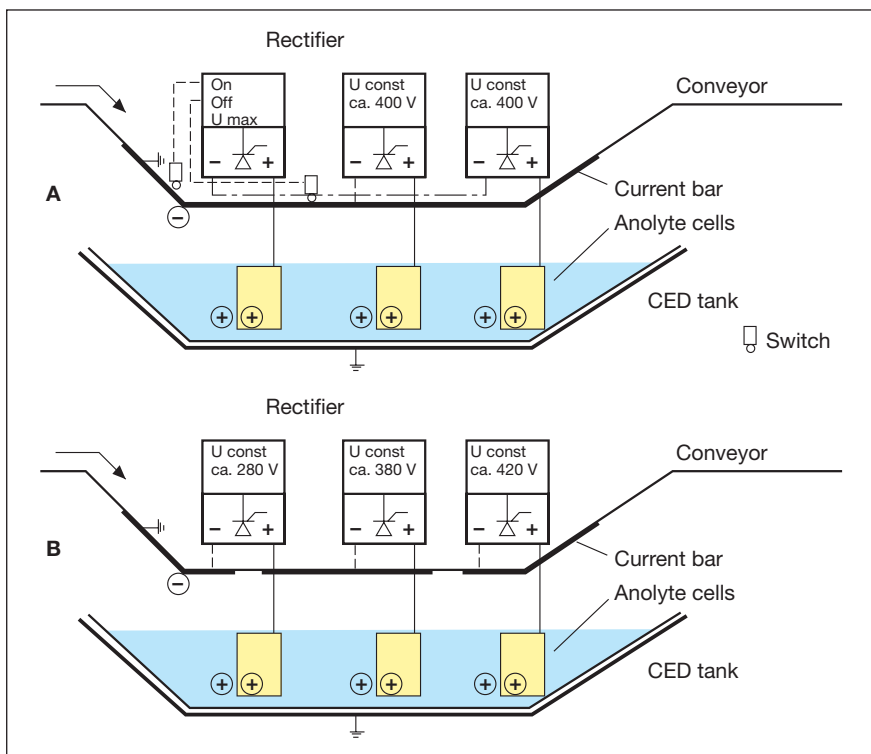 Rectifier
On
Off
U max
U const
ca. 400 V
U const
ca. 400 V
Conveyor
− +
− +
− +
A
Current bar
−
Anolyte cells
+ +
+ +
+ +
CED tank
Switch
Rectifier
U const
ca. 280 V
U const
ca. 380 V
U const
ca. 420 V
Conveyor
− +
− +
− +
B
Current bar
−
Anolyte cells
+ +
+ +
+ +
CED tank